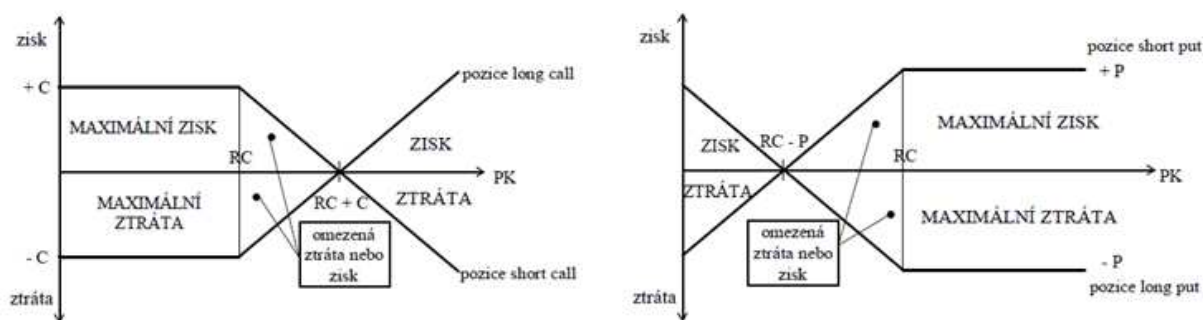 zisk
pozice long call
+ C
MAXIMÁLNÍ ZISK
RC
ZISK
PK
MAXIMÁLNÍ
ZTRÁTA
RC + C
ZTRÁTA
omezená
ztráta nebo
zisk
- C
pozice short call
ztráta
zisk
pozice short put
+ P
MAXIMÁLNÍ ZISK
ZISK
RC - P
RC
PK
ZTRÁTA
MAXIMÁLNÍ ZTRÁTA
omezená
ztráta nebo
zisk
- P
pozice long put
ztráta